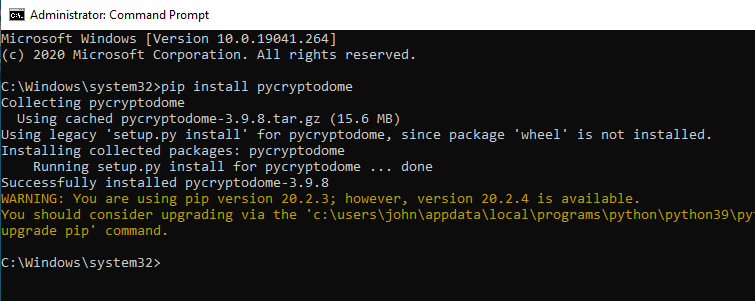 Administrator: Command Prompt
Microsoft Windows [Version 10.0.19041.264]
(c) 2020 Microsoft Corporation. All rights reserved.
C:\Windows\system32>pip install pycryptodome
Collecting pycryptodome
Using cached pycryptodome-3.9.8.tar.gz (15.6 MB)
Using legacy 'setup.py install' for pycryptodome, since package 'wheel' is not installed.
Installing collected packages: pycryptodome
Running setup.py install for pycryptodome ... done
Successfully installed pycryptodome-3.9.8
WARNING: You are using pip version 20.2.3; however, version 20.2.4 is available.
You should consider upgrading via the 'c:\users\john\appdata\local\programs\python\python39\py
upgrade pip' command.
C:\Windows\system32>